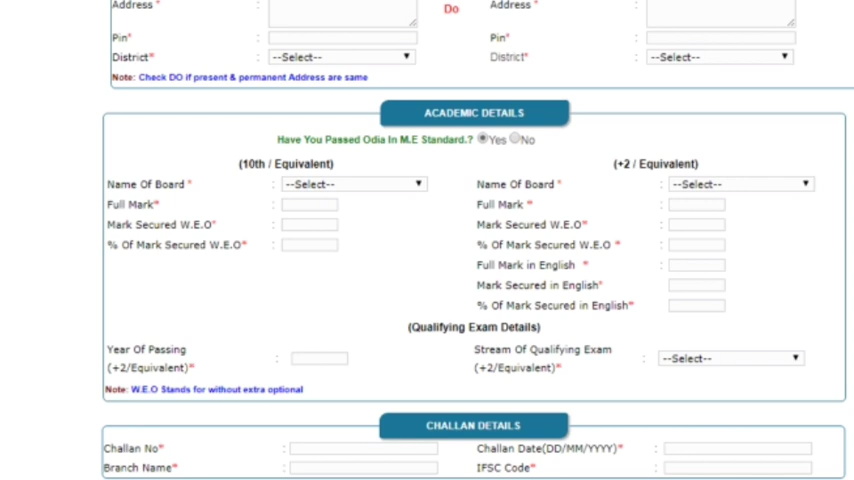 Address * : Do Address * :
Pin* : Pin* :
District* : --Select-- District* : --Select--
Note: Check DO if present & permanent Address are same
ACADEMIC DETAILS
Have You Passed Odia In M.E Standard.? Yes No
(10th / Equivalent) (+2 / Equivalent)
Name Of Board * : --Select-- Name Of Board * : --Select--
Full Mark* : Full Mark * :
Mark Secured W.E.O* : Mark Secured W.E.O* :
% Of Mark Secured W.E.O* : % Of Mark Secured W.E.O * :
Full Mark in English * :
Mark Secured in English* :
% Of Mark Secured in English* :
(Qualifying Exam Details)
Year Of Passing (+2/Equivalent)* : Stream Of Qualifying Exam (+2/Equivalent)* : --Select--
Note: W.E.O Stands for without extra optional
CHALLAN DETAILS
Challan No* : Challan Date(DD/MM/YYYY)* :
Branch Name* : IFSC Code* :